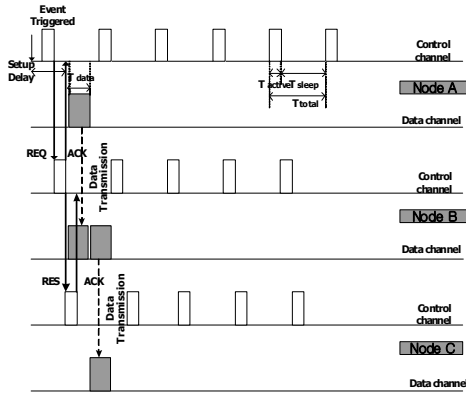 Event
Triggered
Control
channel
Setup
Delay
T data
T active T sleep
T total
Node A
Data channel
REQ
ACK
Data
Transmission
Control
channel
Node B
Data channel
RES
ACK
Data
Transmission
Control
channel
Node C
Data channel